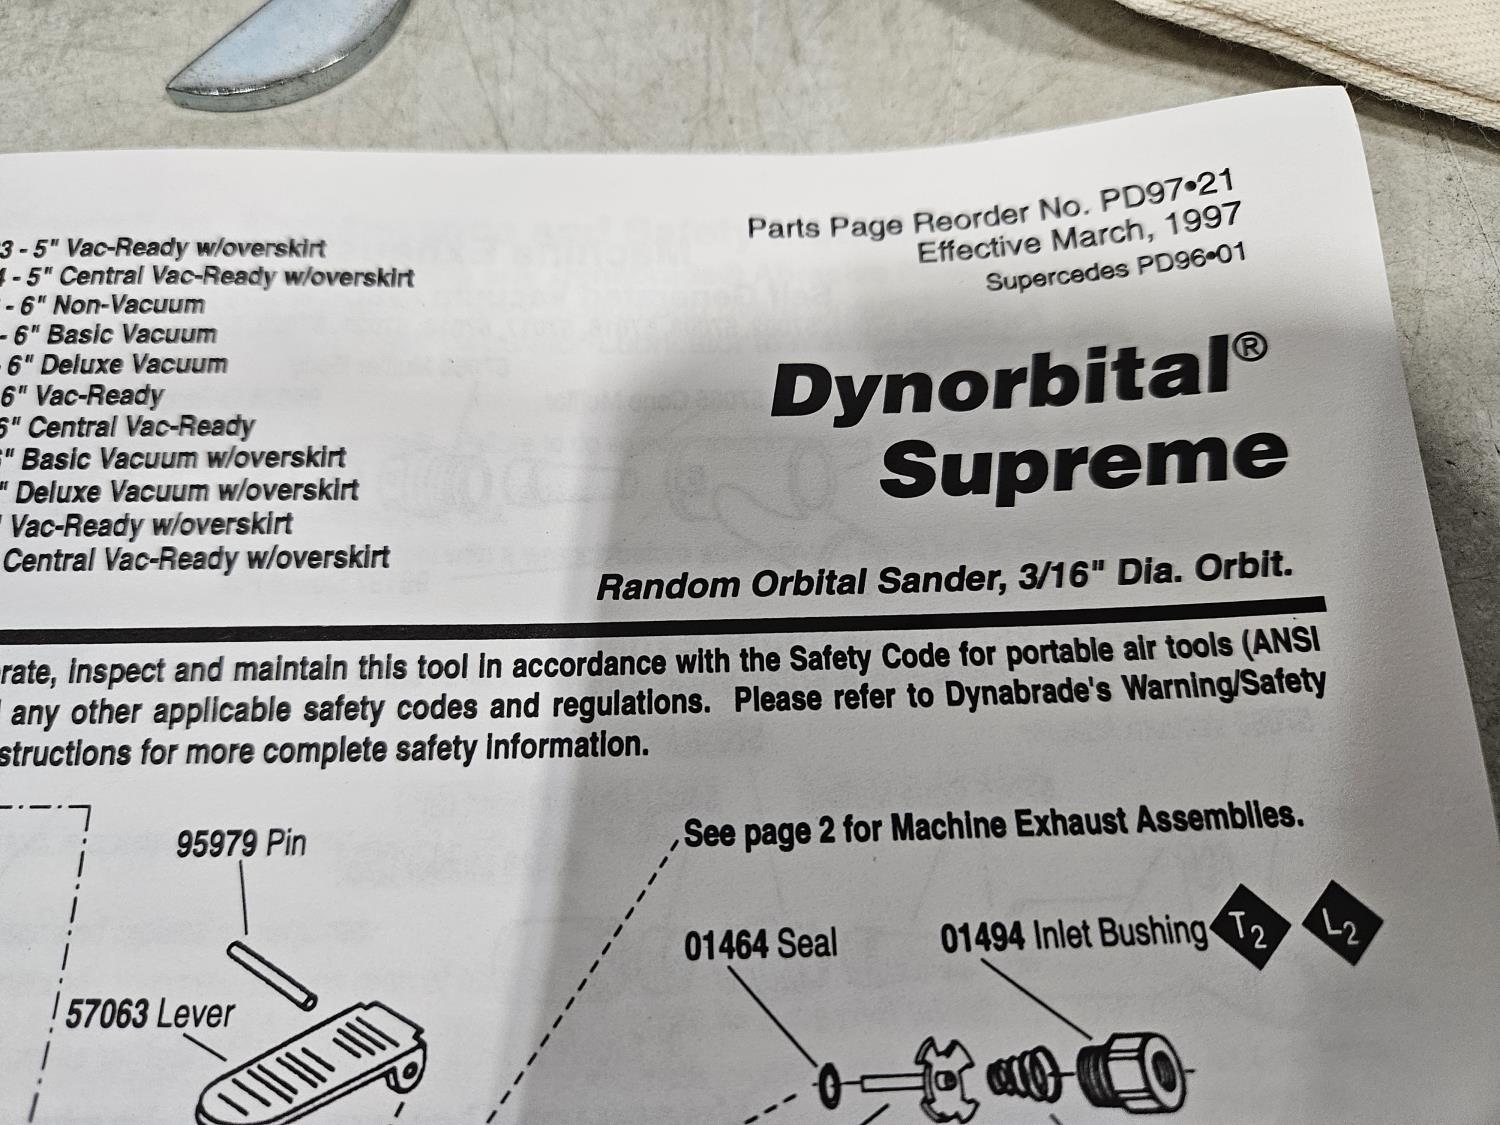 Parts Page Reorder No. PD97•21
Effective March, 1997
Supercedes PD96•01
3 - 5" Vac-Ready w/overskirt
- 5" Central Vac-Ready w/overskirt
- 6" Non-Vacuum
- 6" Basic Vacuum
6" Deluxe Vacuum
6" Vac-Ready
6" Central Vac-Ready
" Basic Vacuum w/overskirt
" Deluxe Vacuum w/overskirt
Vac-Ready w/overskirt
Central Vac-Ready w/overskirt
Dynorbital®
Supreme
Random Orbital Sander, 3/16" Dia. Orbit.
rate, inspect and maintain this tool in accordance with the Safety Code for portable air tools (ANSI
any other applicable safety codes and regulations. Please refer to Dynabrade's Warning/Safety
structions for more complete safety information.
See page 2 for Machine Exhaust Assemblies.
95979 Pin
57063 Lever
01464 Seal
01494 Inlet Bushing T2 L2